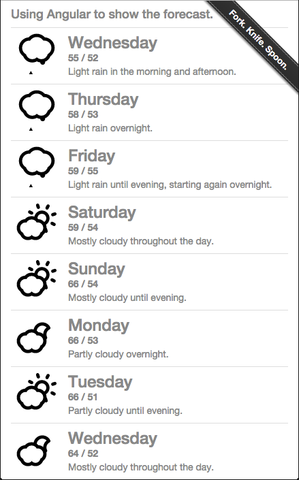 Using Angular to show the forecast.
Fork. Knife. Spoon.
Wednesday
55 / 52
Light rain in the morning and afternoon.
Thursday
58 / 53
Light rain overnight.
Friday
59 / 55
Light rain until evening, starting again overnight.
Saturday
59 / 54
Mostly cloudy throughout the day.
Sunday
66 / 54
Mostly cloudy until evening.
Monday
66 / 53
Partly cloudy overnight.
Tuesday
66 / 51
Partly cloudy until evening.
Wednesday
64 / 52
Mostly cloudy throughout the day.